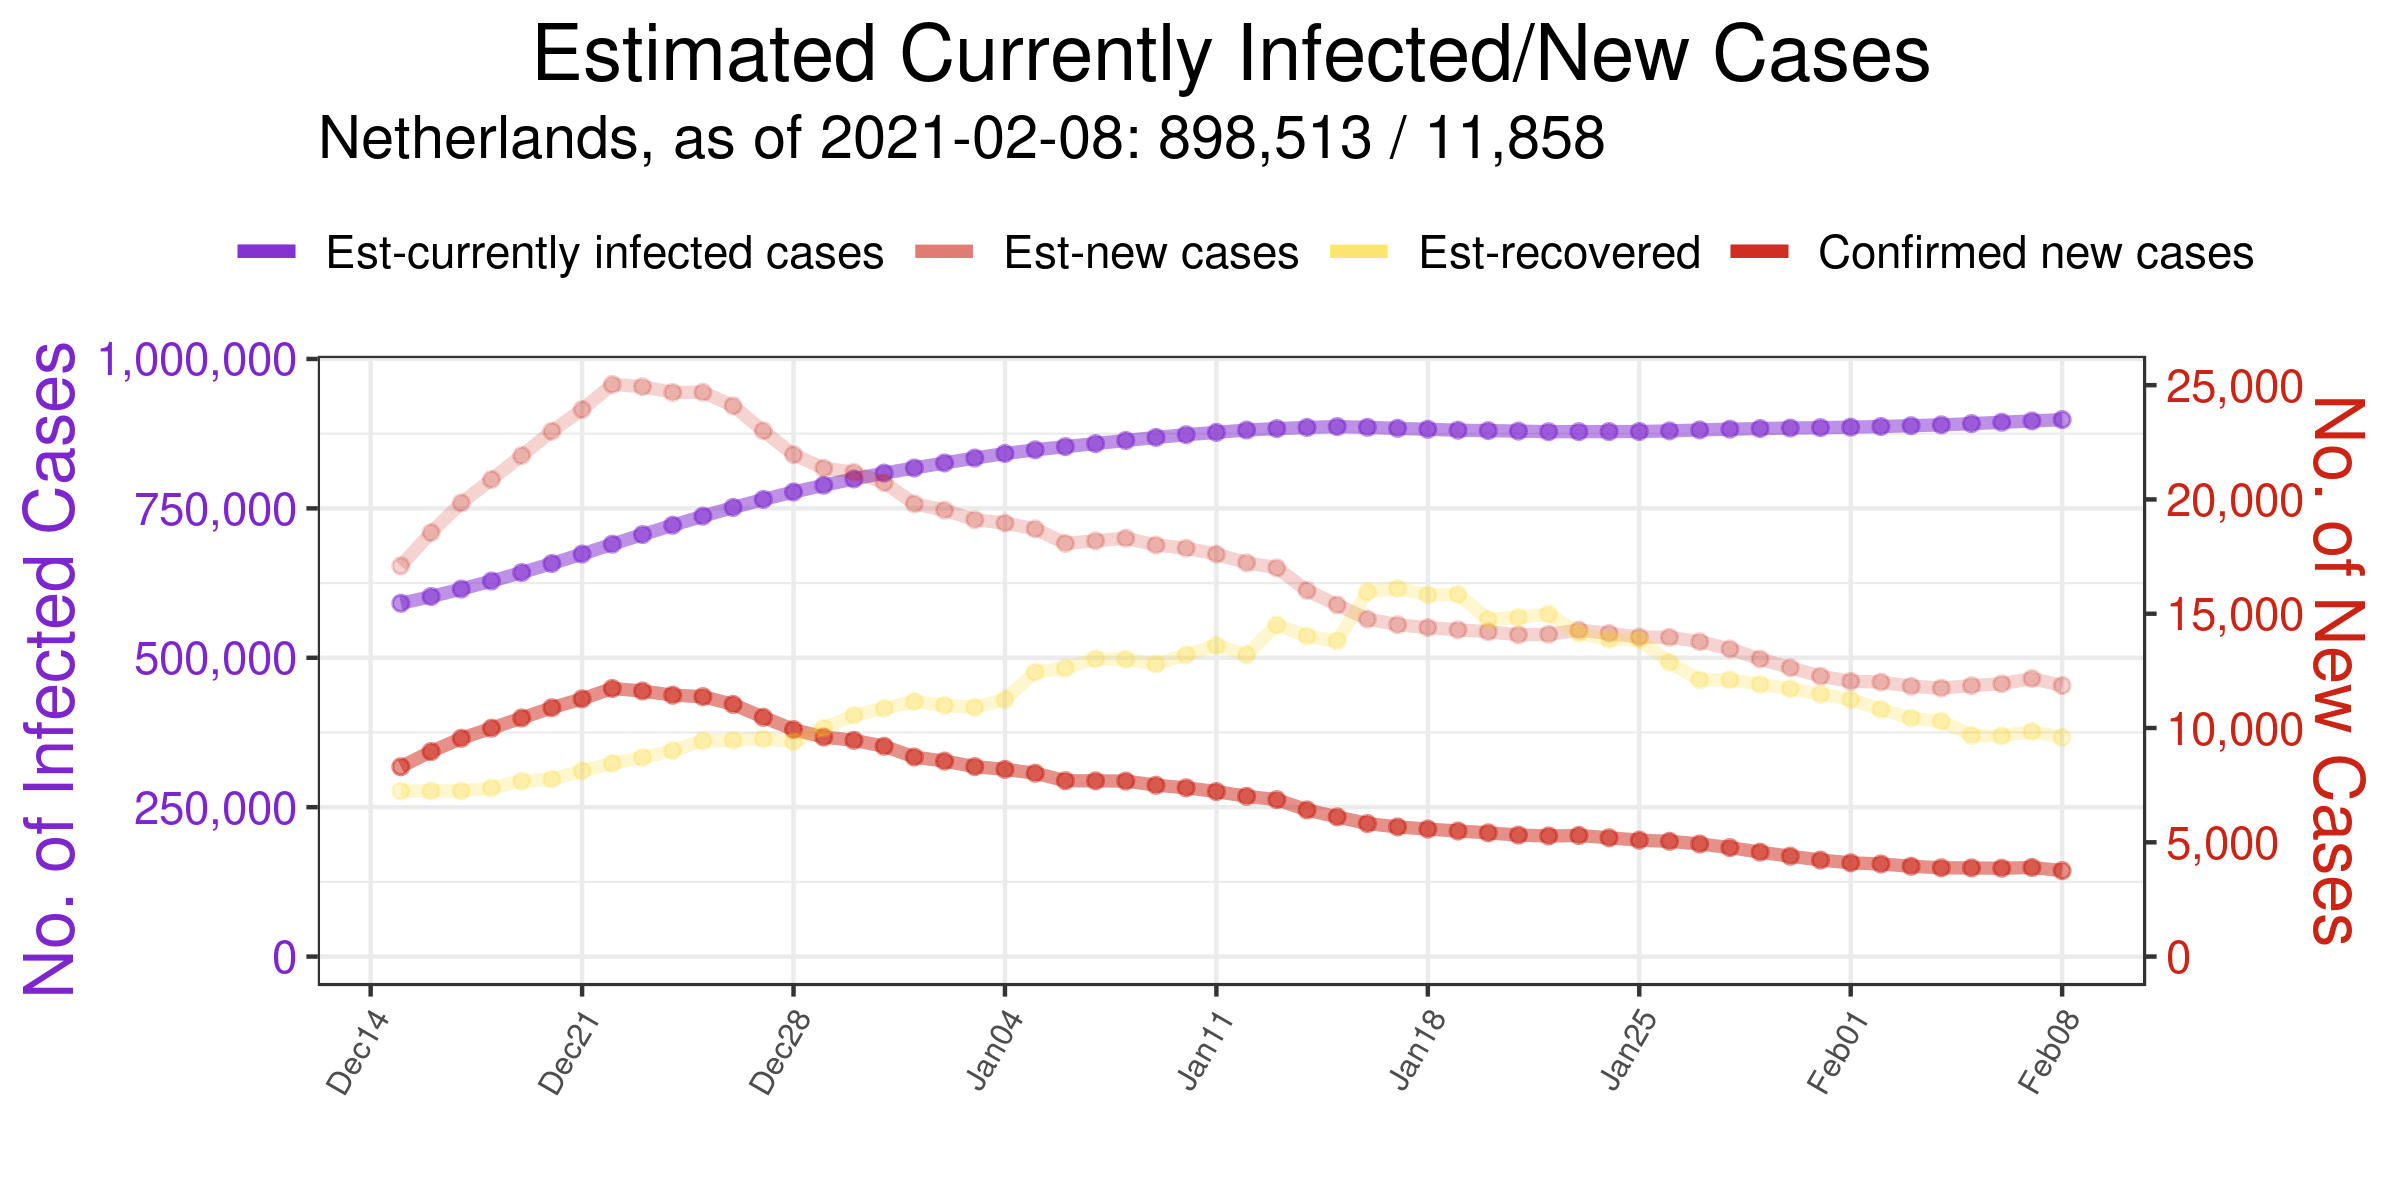 Estimated Currently Infected/New Cases
Netherlands, as of 2021-02-08: 898,513 / 11,858
Est-currently infected cases Est-new cases Est-recovered Confirmed new cases
No. of Infected Cases
1,000,000
750,000
500,000
250,000
0
25,000
20,000
15,000
10,000
5,000
0
No. of New Cases
Dec14 Dec21 Dec28 Jan04 Jan11 Jan18 Jan25 Feb01 Feb08